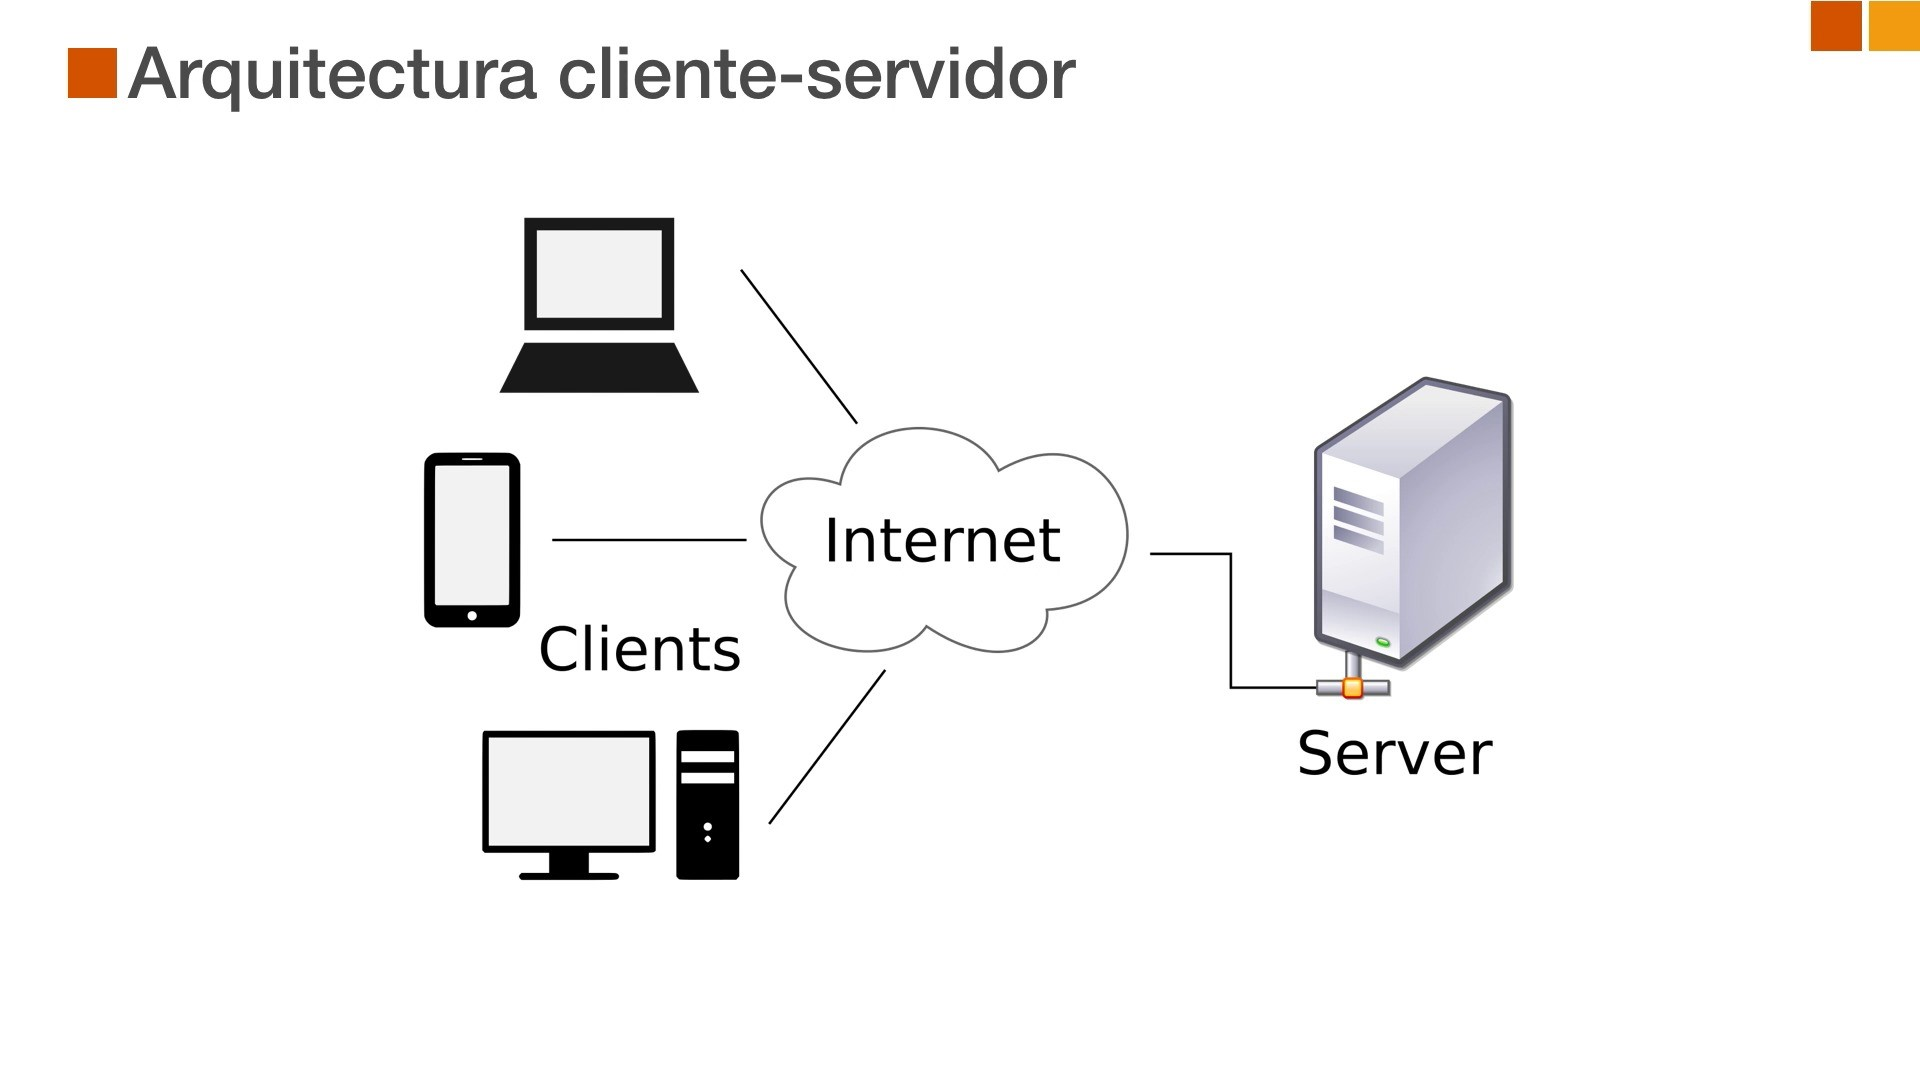 Arquitectura cliente-servidor
Internet
Clients
Server